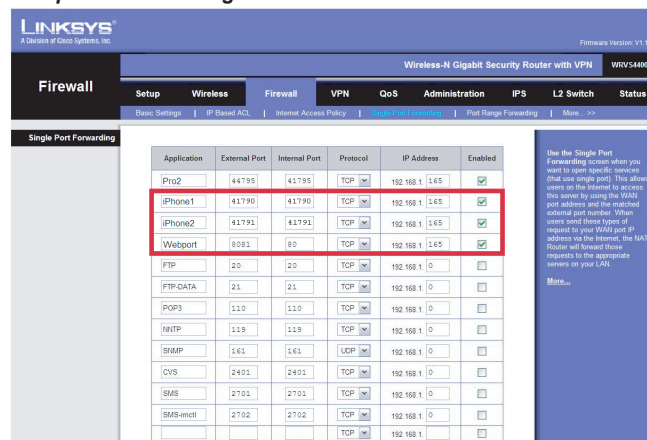 LINKSYS®
A Division of Cisco Systems, Inc.
Firmware Version: V1.1
Wireless-N Gigabit Security Router with VPN WRVS4400
Firewall
Setup Wireless Firewall VPN QoS Administration IPS L2 Switch Status
Basic Settings | IP Based ACL | Internet Access Policy | Single Port Forwarding | Port Range Forwarding | More... >>
Single Port Forwarding
Application External Port Internal Port Protocol IP Address Enabled
Pro2 44795 41795 TCP 192.168.1. 165
iPhone1 41790 41790 TCP 192.168.1. 165
iPhone2 41791 41791 TCP 192.168.1. 165
Webport 8081 80 TCP 192.168.1. 165
FTP 20 20 TCP 192.168.1. 0
FTP-DATA 21 21 TCP 192.168.1. 0
POP3 110 110 TCP 192.168.1. 0
NNTP 119 119 TCP 192.168.1. 0
SNMP 161 161 UDP 192.168.1. 0
CVS 2401 2401 TCP 192.168.1. 0
SMS 2701 2701 TCP 192.168.1. 0
SMS-rmctl 2702 2702 TCP 192.168.1. 0
TCP 192.168.1.
Use the Single Port
Forwarding screen when you
want to open specific services
(that use single port). This allows
users on the Internet to access
this server by using the WAN
port address and the matched
external port number. When
users send these types of
request to your WAN port IP
address via the Internet, the NAT
Router will forward those
requests to the appropriate
servers on your LAN.
More...